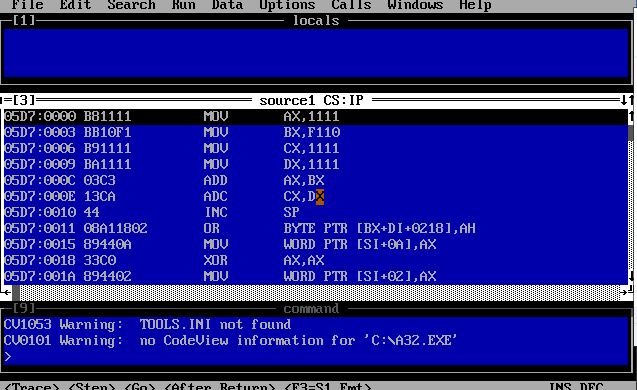 File Edit Search Run Data Options Calls Windows Help
[1] locals
=[3] source1 CS:IP
05D7:0000 B81111 MOV AX,1111
05D7:0003 BB10F1 MOV BX,F110
05D7:0006 B91111 MOV CX,1111
05D7:0009 BA1111 MOV DX,1111
05D7:000C 03C3 ADD AX,BX
05D7:000E 13CA ADC CX,DX
05D7:0010 44 INC SP
05D7:0011 08A11802 OR BYTE PTR [BX+DI+0218],AH
05D7:0015 89440A MOV WORD PTR [SI+0A],AX
05D7:0018 33C0 XOR AX,AX
05D7:001A 894402 MOV WORD PTR [SI+02],AX
[9] command
CV1053 Warning: TOOLS.INI not found
CV0101 Warning: no CodeView information for 'C:\A32.EXE'
>
<Trace> <Step> <Go> <After Return> <F3=S1 Fmt> INS DEC